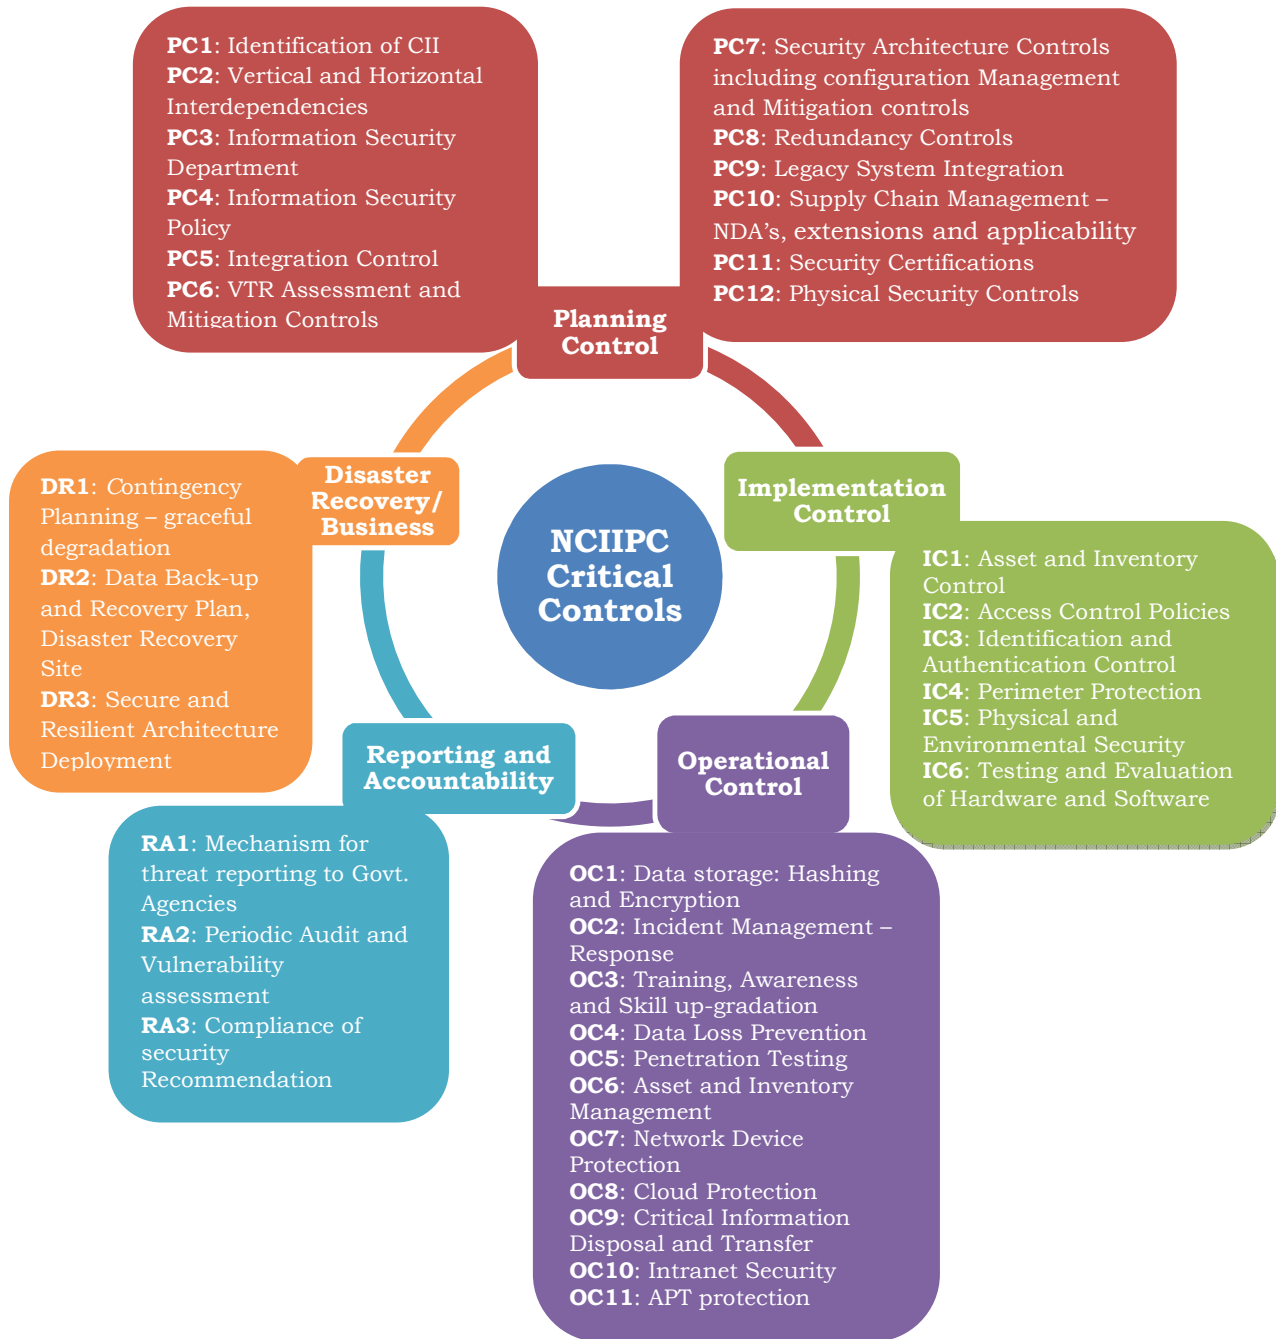 PC1: Identification of CII
PC2: Vertical and Horizontal
Interdependencies
PC3: Information Security
Department
PC4: Information Security
Policy
PC5: Integration Control
PC6: VTR Assessment and
Mitigation Controls
PC7: Security Architecture Controls
including configuration Management
and Mitigation controls
PC8: Redundancy Controls
PC9: Legacy System Integration
PC10: Supply Chain Management –
NDA's, extensions and applicability
PC11: Security Certifications
PC12: Physical Security Controls
Planning
Control
Disaster
Recovery/
Business
DR1: Contingency
Planning – graceful
degradation
DR2: Data Back-up
and Recovery Plan,
Disaster Recovery
Site
DR3: Secure and
Resilient Architecture
Deployment
NCIIPC
Critical
Controls
Implementation
Control
IC1: Asset and Inventory
Control
IC2: Access Control Policies
IC3: Identification and
Authentication Control
IC4: Perimeter Protection
IC5: Physical and
Environmental Security
IC6: Testing and Evaluation
of Hardware and Software
Reporting and
Accountability
RA1: Mechanism for
threat reporting to Govt.
Agencies
RA2: Periodic Audit and
Vulnerability
assessment
RA3: Compliance of
security
Recommendation
Operational
Control
OC1: Data storage: Hashing
and Encryption
OC2: Incident Management –
Response
OC3: Training, Awareness
and Skill up-gradation
OC4: Data Loss Prevention
OC5: Penetration Testing
OC6: Asset and Inventory
Management
OC7: Network Device
Protection
OC8: Cloud Protection
OC9: Critical Information
Disposal and Transfer
OC10: Intranet Security
OC11: APT protection